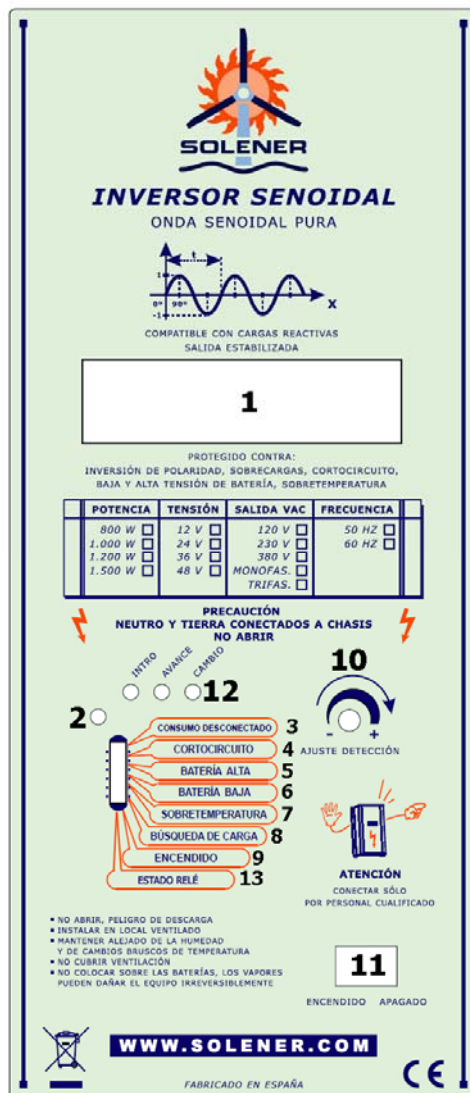 SOLENER
INVERSOR SENOIDAL
ONDA SENOIDAL PURA
t
1
0º 90º
-1
X
COMPATIBLE CON CARGAS REACTIVAS
SALIDA ESTABILIZADA
1
PROTEGIDO CONTRA:
INVERSIÓN DE POLARIDAD, SOBRECARGAS, CORTOCIRCUITO,
BAJA Y ALTA TENSIÓN DE BATERÍA, SOBRETEMPERATURA
POTENCIA TENSIÓN SALIDA VAC FRECUENCIA
800 W 12 V 120 V 50 HZ
1.000 W 24 V 230 V 60 HZ
1.200 W 36 V 380 V
1.500 W 48 V MONOFAS.
TRIFAS.
PRECAUCIÓN
NEUTRO Y TIERRA CONECTADOS A CHASIS
NO ABRIR
INTRO
AVANCE
CAMBIO
12
2
CONSUMO DESCONECTADO 3
CORTOCIRCUITO 4
BATERÍA ALTA 5
BATERÍA BAJA 6
SOBRETEMPERATURA 7
BÚSQUEDA DE CARGA 8
ENCENDIDO 9
ESTADO RELÉ 13
10
- +
AJUSTE DETECCIÓN
ATENCIÓN
CONECTAR SÓLO
POR PERSONAL CUALIFICADO
▪ NO ABRIR, PELIGRO DE DESCARGA
▪ INSTALAR EN LOCAL VENTILADO
▪ MANTENER ALEJADO DE LA HUMEDAD
Y DE CAMBIOS BRUSCOS DE TEMPERATURA
▪ NO CUBRIR VENTILACIÓN
▪ NO COLOCAR SOBRE LAS BATERÍAS, LOS VAPORES
PUEDEN DAÑAR EL EQUIPO IRREVERSIBLEMENTE
11
ENCENDIDO APAGADO
WWW.SOLENER.COM
FABRICADO EN ESPAÑA
CE